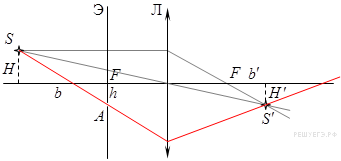 Э Л
S
H F F b′
b h H′
A S′
РЕШУЕГЭ.РФ